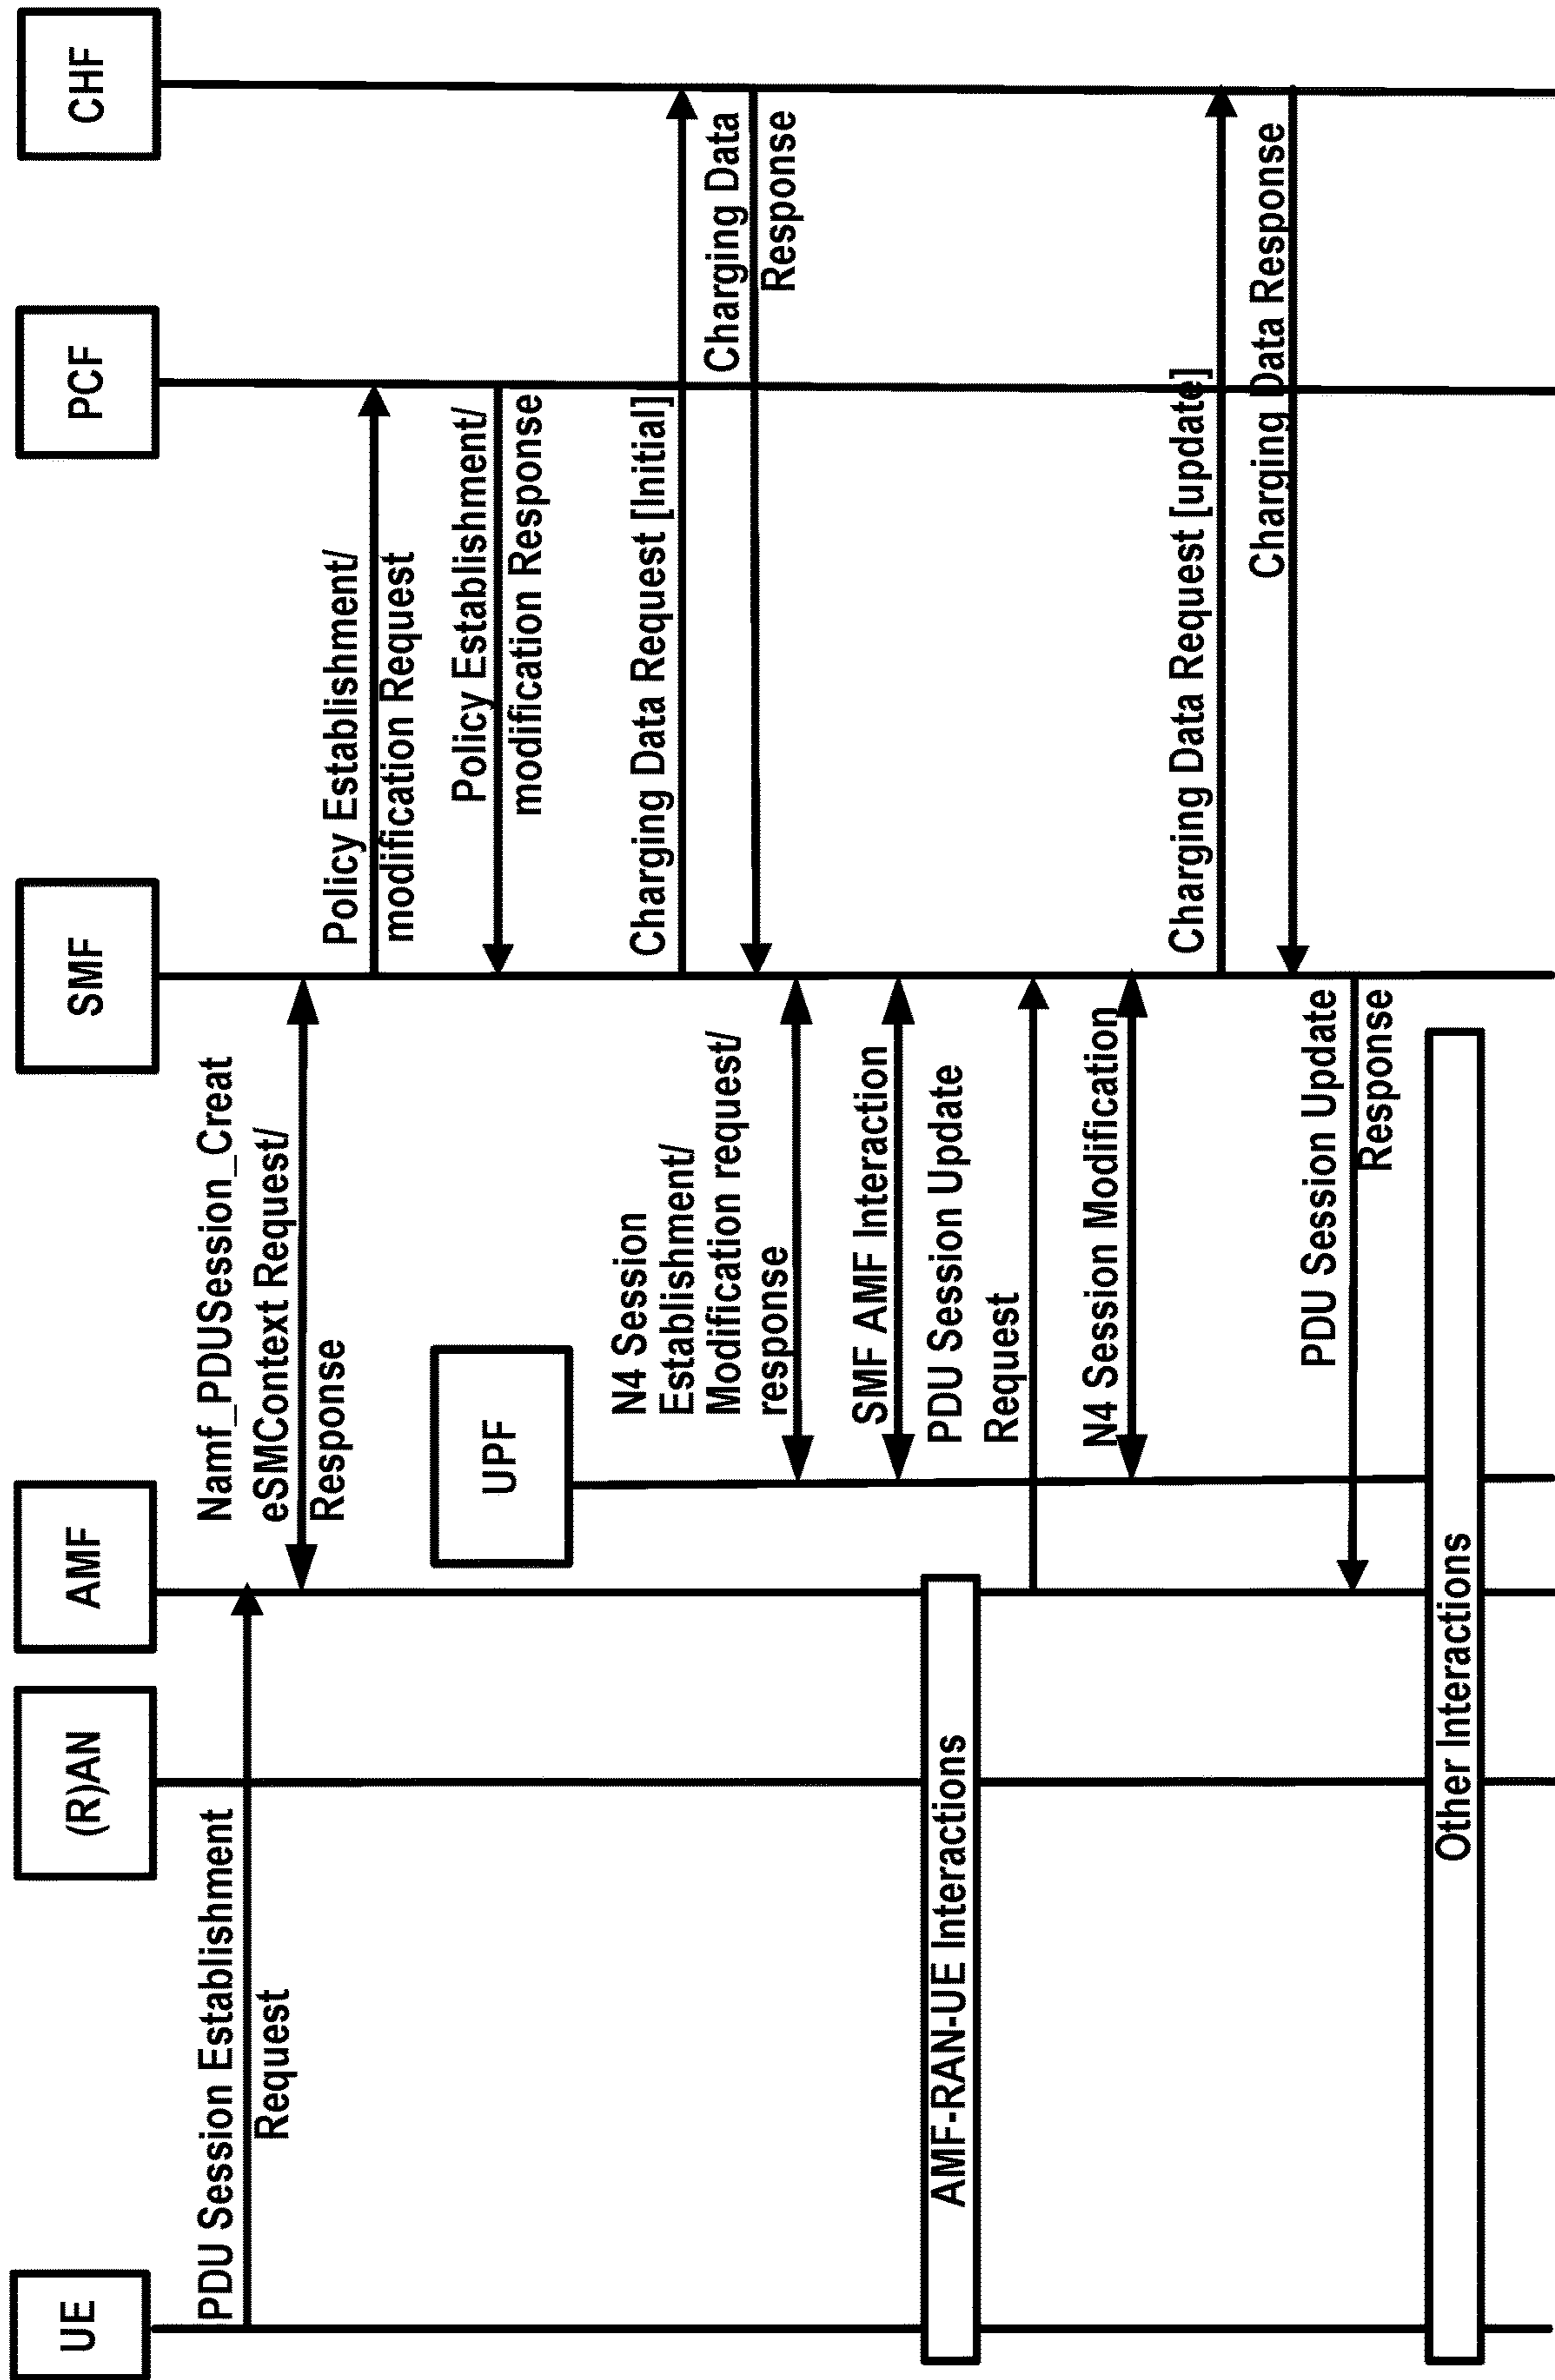 UE
(R)AN
AMF
SMF
PCF
CHF
UPF
PDU Session Establishment
Request
Namf_PDUSession_Creat
eSMContext Request/
Response
Policy Establishment/
modification Request
Policy Establishment/
modification Response
Charging Data Request [Initial]
Charging Data
Response
N4 Session
Establishment/
Modification request/
response
SMF AMF Interaction
AMF-RAN-UE Interactions
PDU Session Update
Request
N4 Session Modification
Charging Data Request [update]
Charging Data Response
PDU Session Update
Response
Other Interactions